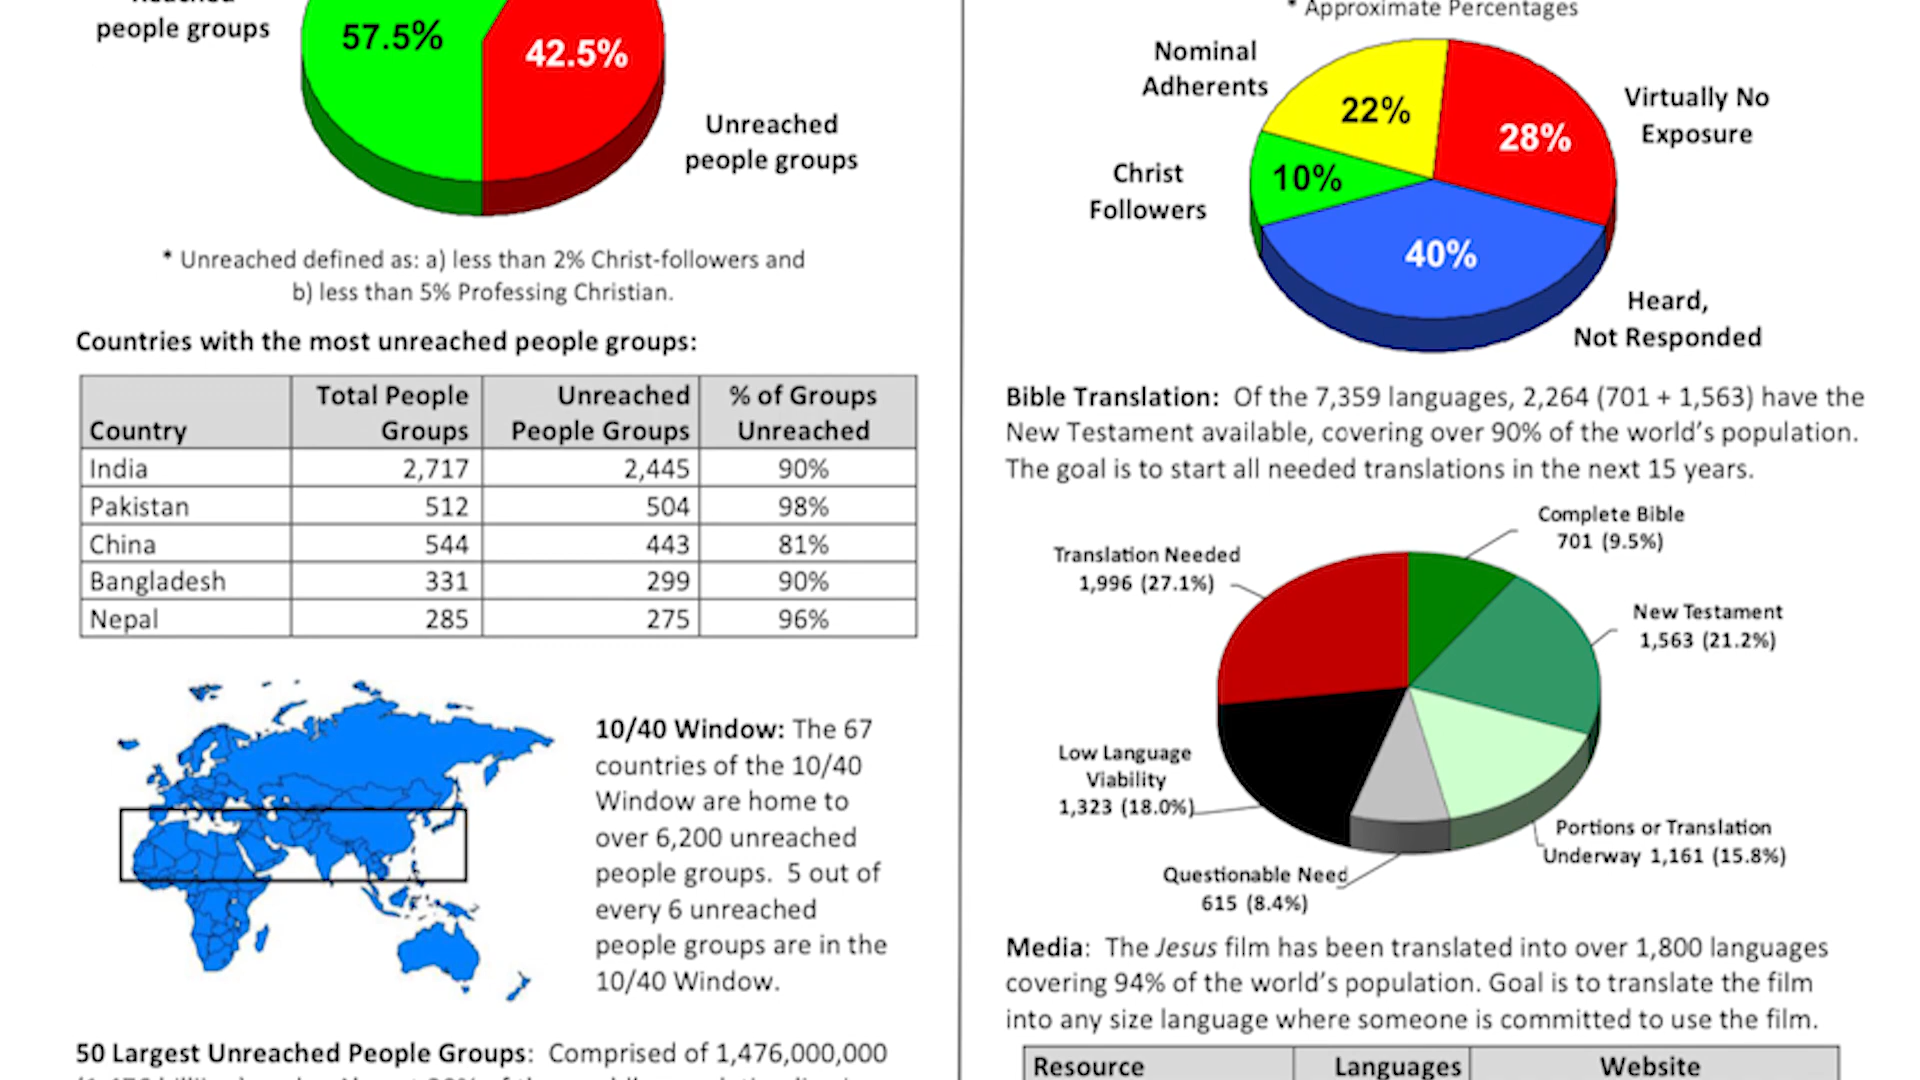 people groups
57.5%
42.5%
Unreached
people groups
* Unreached defined as: a) less than 2% Christ-followers and
b) less than 5% Professing Christian.
Countries with the most unreached people groups:
Country Total People Groups Unreached People Groups % of Groups Unreached
India 2,717 2,445 90%
Pakistan 512 504 98%
China 544 443 81%
Bangladesh 331 299 90%
Nepal 285 275 96%
10/40 Window: The 67
countries of the 10/40
Window are home to
over 6,200 unreached
people groups. 5 out of
every 6 unreached
people groups are in the
10/40 Window.
50 Largest Unreached People Groups: Comprised of 1,476,000,000
* Approximate Percentages
Nominal
Adherents
22%
Virtually No
Exposure
28%
Christ
Followers
10%
40%
Heard,
Not Responded
Bible Translation: Of the 7,359 languages, 2,264 (701 + 1,563) have the
New Testament available, covering over 90% of the world's population.
The goal is to start all needed translations in the next 15 years.
Complete Bible
701 (9.5%)
Translation Needed
1,996 (27.1%)
New Testament
1,563 (21.2%)
Low Language
Viability
1,323 (18.0%)
Portions or Translation
Underway 1,161 (15.8%)
Questionable Need
615 (8.4%)
Media: The Jesus film has been translated into over 1,800 languages
covering 94% of the world's population. Goal is to translate the film
into any size language where someone is committed to use the film.
Resource Languages Website